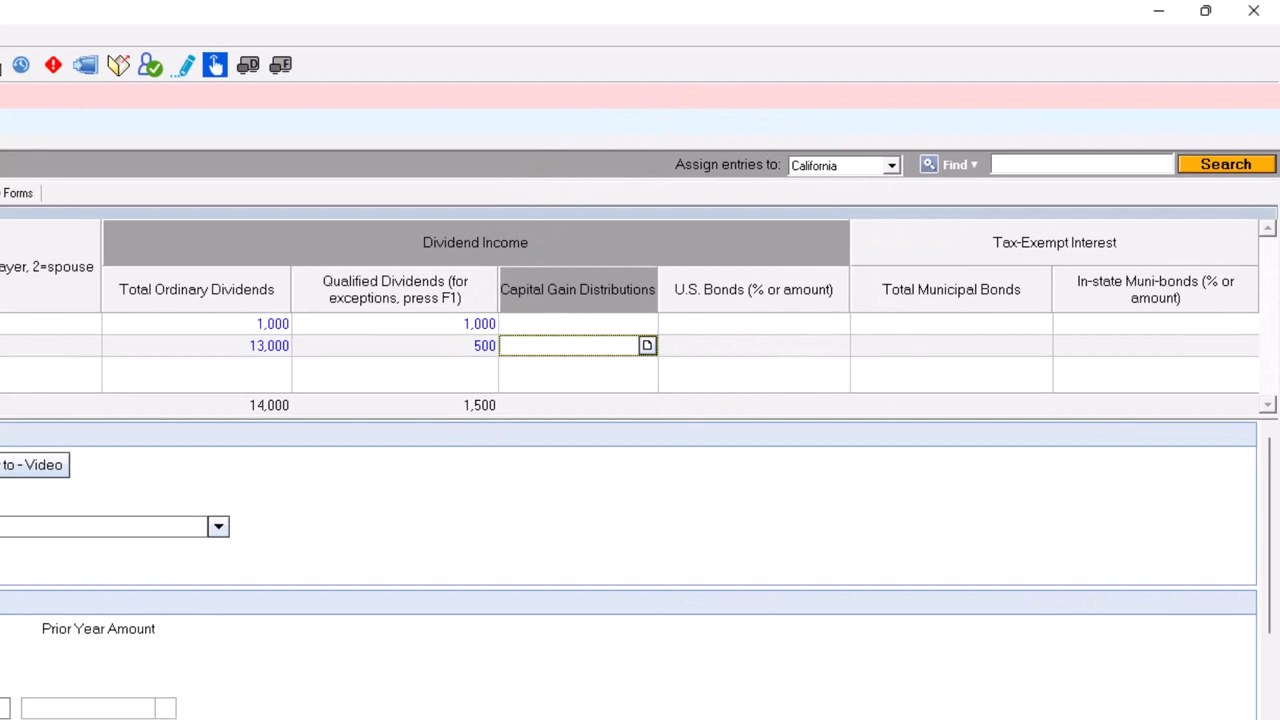 Assign entries to: California Find Search
Forms
ayer, 2=spouse
Dividend Income
Tax-Exempt Interest
Total Ordinary Dividends
Qualified Dividends (for
exceptions, press F1)
Capital Gain Distributions
U.S. Bonds (% or amount)
Total Municipal Bonds
In-state Muni-bonds (% or
amount)
1,000 1,000
13,000 500
14,000 1,500
to - Video
Prior Year Amount